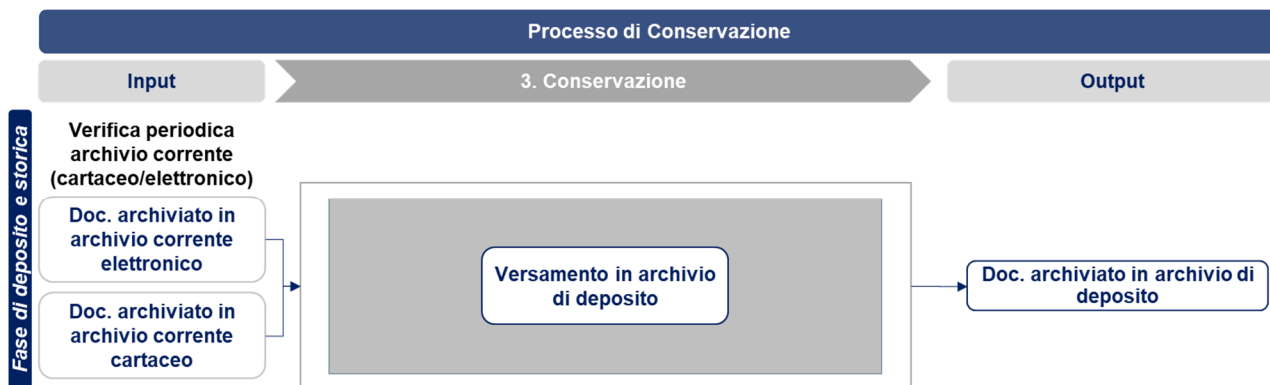 Processo di Conservazione
Input
3. Conservazione
Output
Fase di deposito e storica
Verifica periodica
archivio corrente
(cartaceo/elettronico)
Doc. archiviato in
archivio corrente
elettronico
Doc. archiviato in
archivio corrente
cartaceo
Versamento in archivio
di deposito
Doc. archiviato in archivio di
deposito